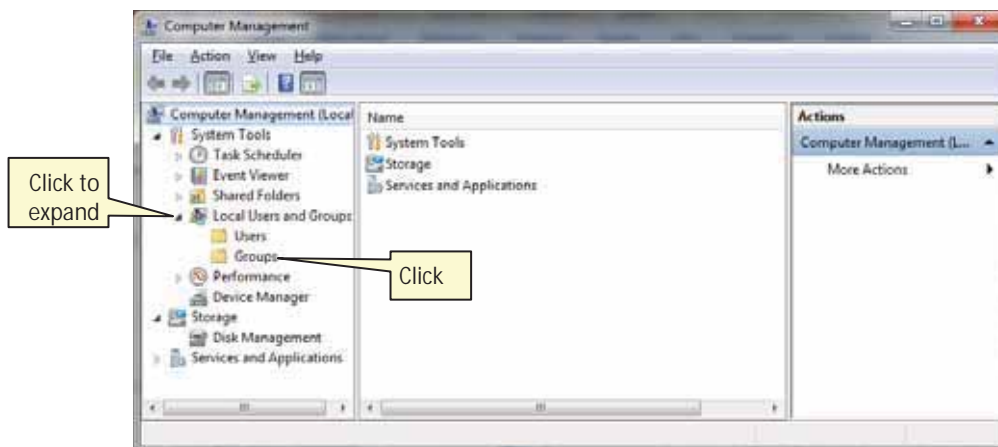 Computer Management
File Action View Help
Computer Management (Local
System Tools
Task Scheduler
Event Viewer
Shared Folders
Local Users and Groups
Users
Groups
Performance
Device Manager
Storage
Disk Management
Services and Applications
Name
System Tools
Storage
Services and Applications
Actions
Computer Management (L...
More Actions
Click to
expand
Click